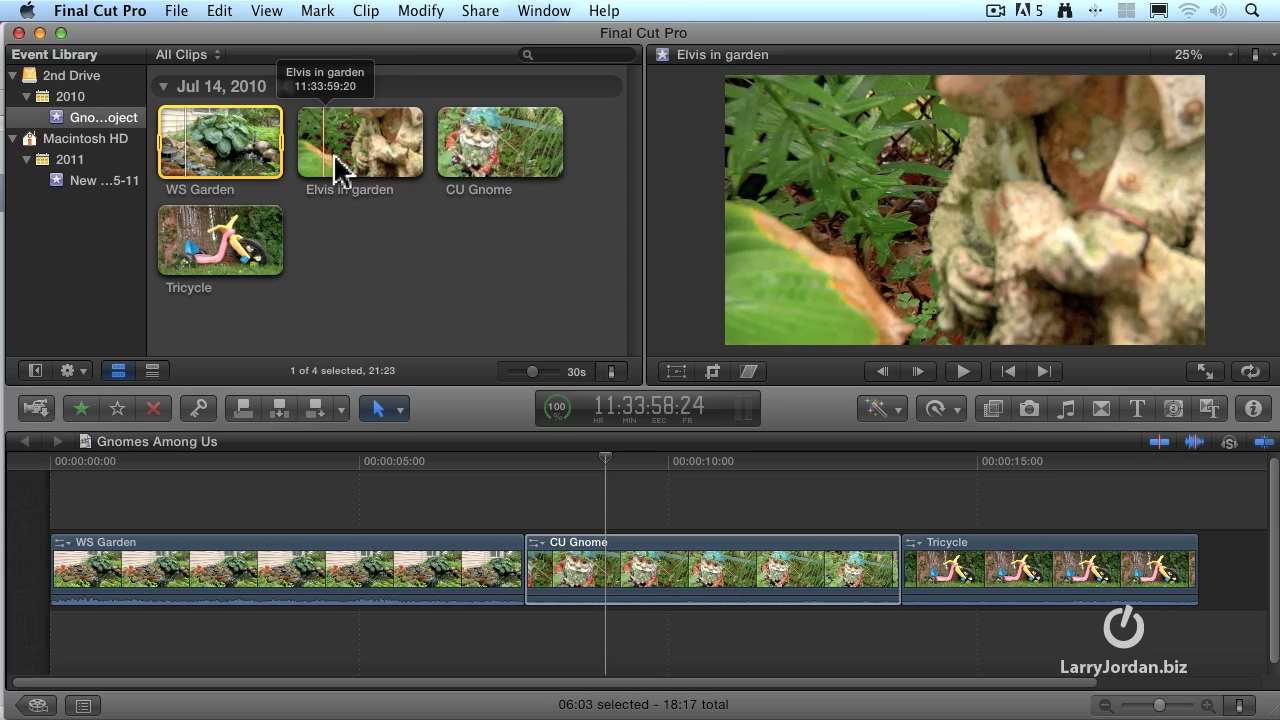 Final Cut Pro File Edit View Mark Clip Modify Share Window Help 5
Final Cut Pro
Event Library
All Clips
Elvis in garden
25%
2nd Drive
2010
Gno...oject
Macintosh HD
2011
New ...5-11
Jul 14, 2010
Elvis in garden
11:33:59:20
WS Garden
Elvis in garden
CU Gnome
Tricycle
1 of 4 selected, 21:23
30s
100
11:33:58:24
HR MIN SEC FR
T
Gnomes Among Us
00:00:00:00
00:00:05:00
00:00:10:00
00:00:15:00
WS Garden
CU Gnome
Tricycle
LarryJordan.biz
06:03 selected - 18:17 total